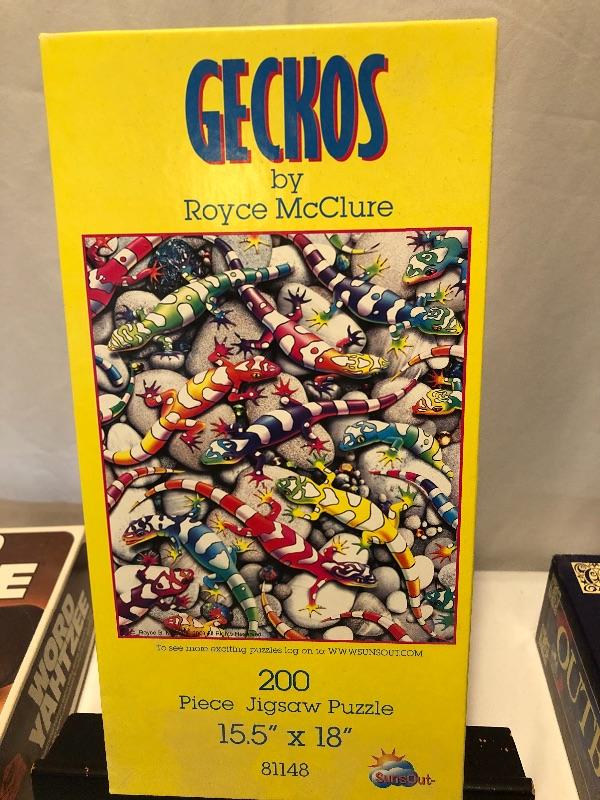 GECKOS
by
Royce McClure
To see more exciting puzzles log on to: WWW.SUNSOUT.COM
200
Piece Jigsaw Puzzle
15.5" x 18"
81148
SunsOut
WORD
YAHTZEE